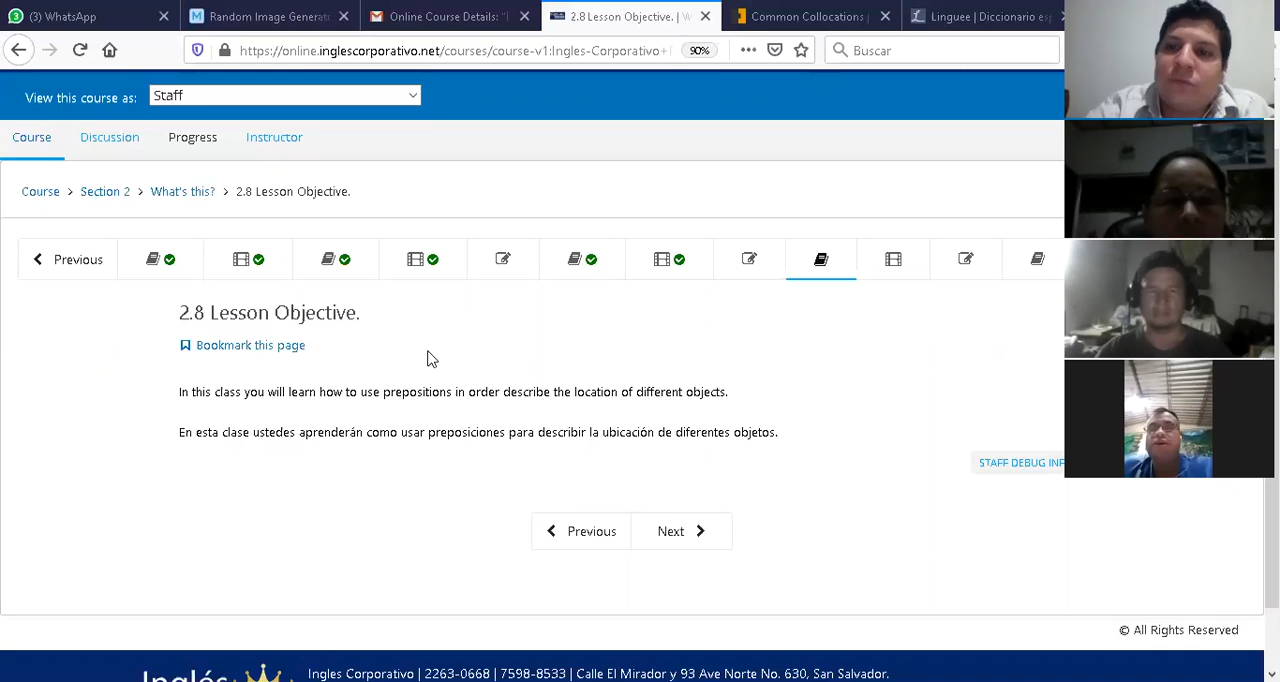 (3) WhatsApp
Random Image Generat
Online Course Details: "
2.8 Lesson Objective. |
Common Collocations
Linguee | Diccionario es
https://online.inglescorporativo.net/courses/course-v1:Ingles-Corporativo+
90%
Buscar
View this course as:
Staff
Course
Discussion
Progress
Instructor
Course > Section 2 > What's this? > 2.8 Lesson Objective.
Previous
2.8 Lesson Objective.
Bookmark this page
In this class you will learn how to use prepositions in order describe the location of different objects.
En esta clase ustedes aprenderán como usar preposiciones para describir la ubicación de diferentes objetos.
STAFF DEBUG INF
Previous
Next
© All Rights Reserved
Inglés
Ingles Corporativo | 2263-0668 | 7598-8533 | Calle El Mirador y 93 Ave Norte No. 630, San Salvador.